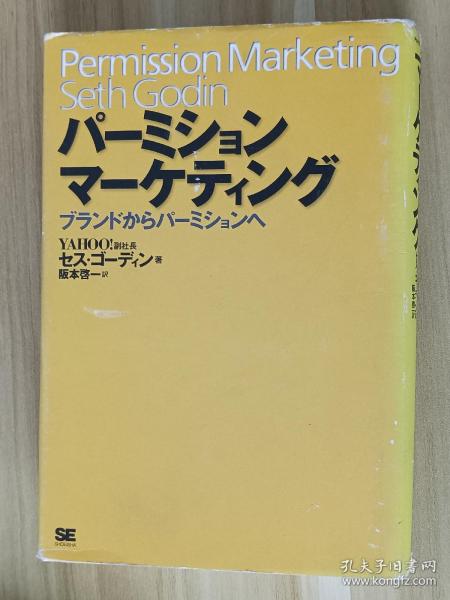 Permission Marketing
Seth Godin
パーミション
マーケティング
ブランドからパーミションへ
YAHOO!副社長
セス・ゴーディン 著
阪本啓一 訳
SE
SHOEISHA
孔夫子旧书网
www.kongfz.com